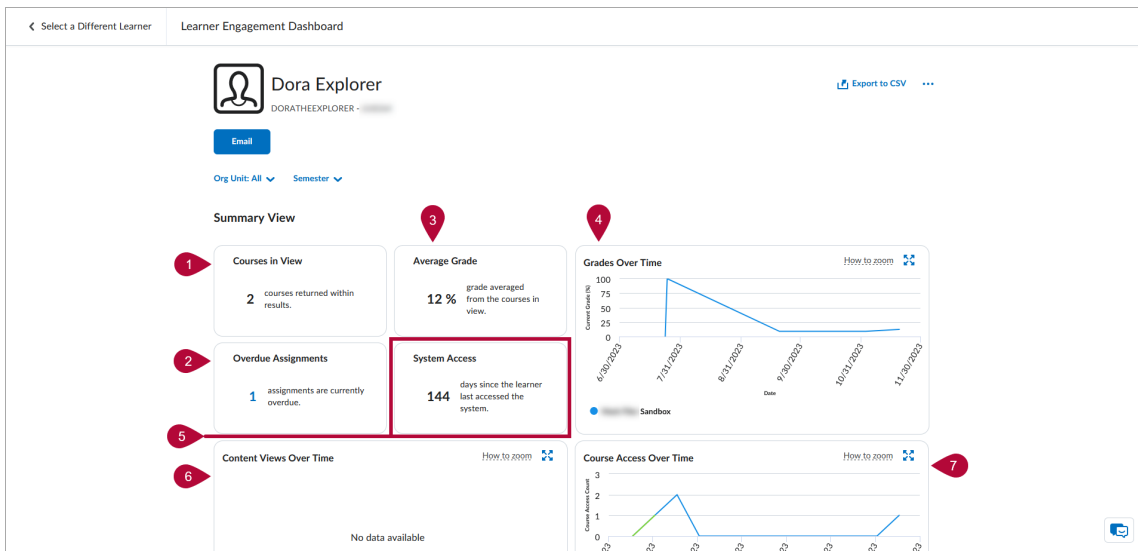 Select a Different Learner
Learner Engagement Dashboard
Dora Explorer
DORATHEEXPLORER -
Export to CSV
Email
Org Unit: All
Semester
Summary View
3
4
1
Courses in View
2
courses returned within
results.
Average Grade
12 %
grade averaged
from the courses in
view.
Grades Over Time
How to zoom
Current Grade (%)
100
75
50
25
0
6/30/2023
7/31/2023
8/31/2023
9/30/2023
10/31/2023
11/30/2023
Date
Sandbox
2
Overdue Assignments
1
assignments are currently
overdue.
System Access
144
days since the learner
last accessed the
system.
5
6
Content Views Over Time
How to zoom
No data available
Course Access Over Time
How to zoom
7
Course Access Count
3
2
1
0